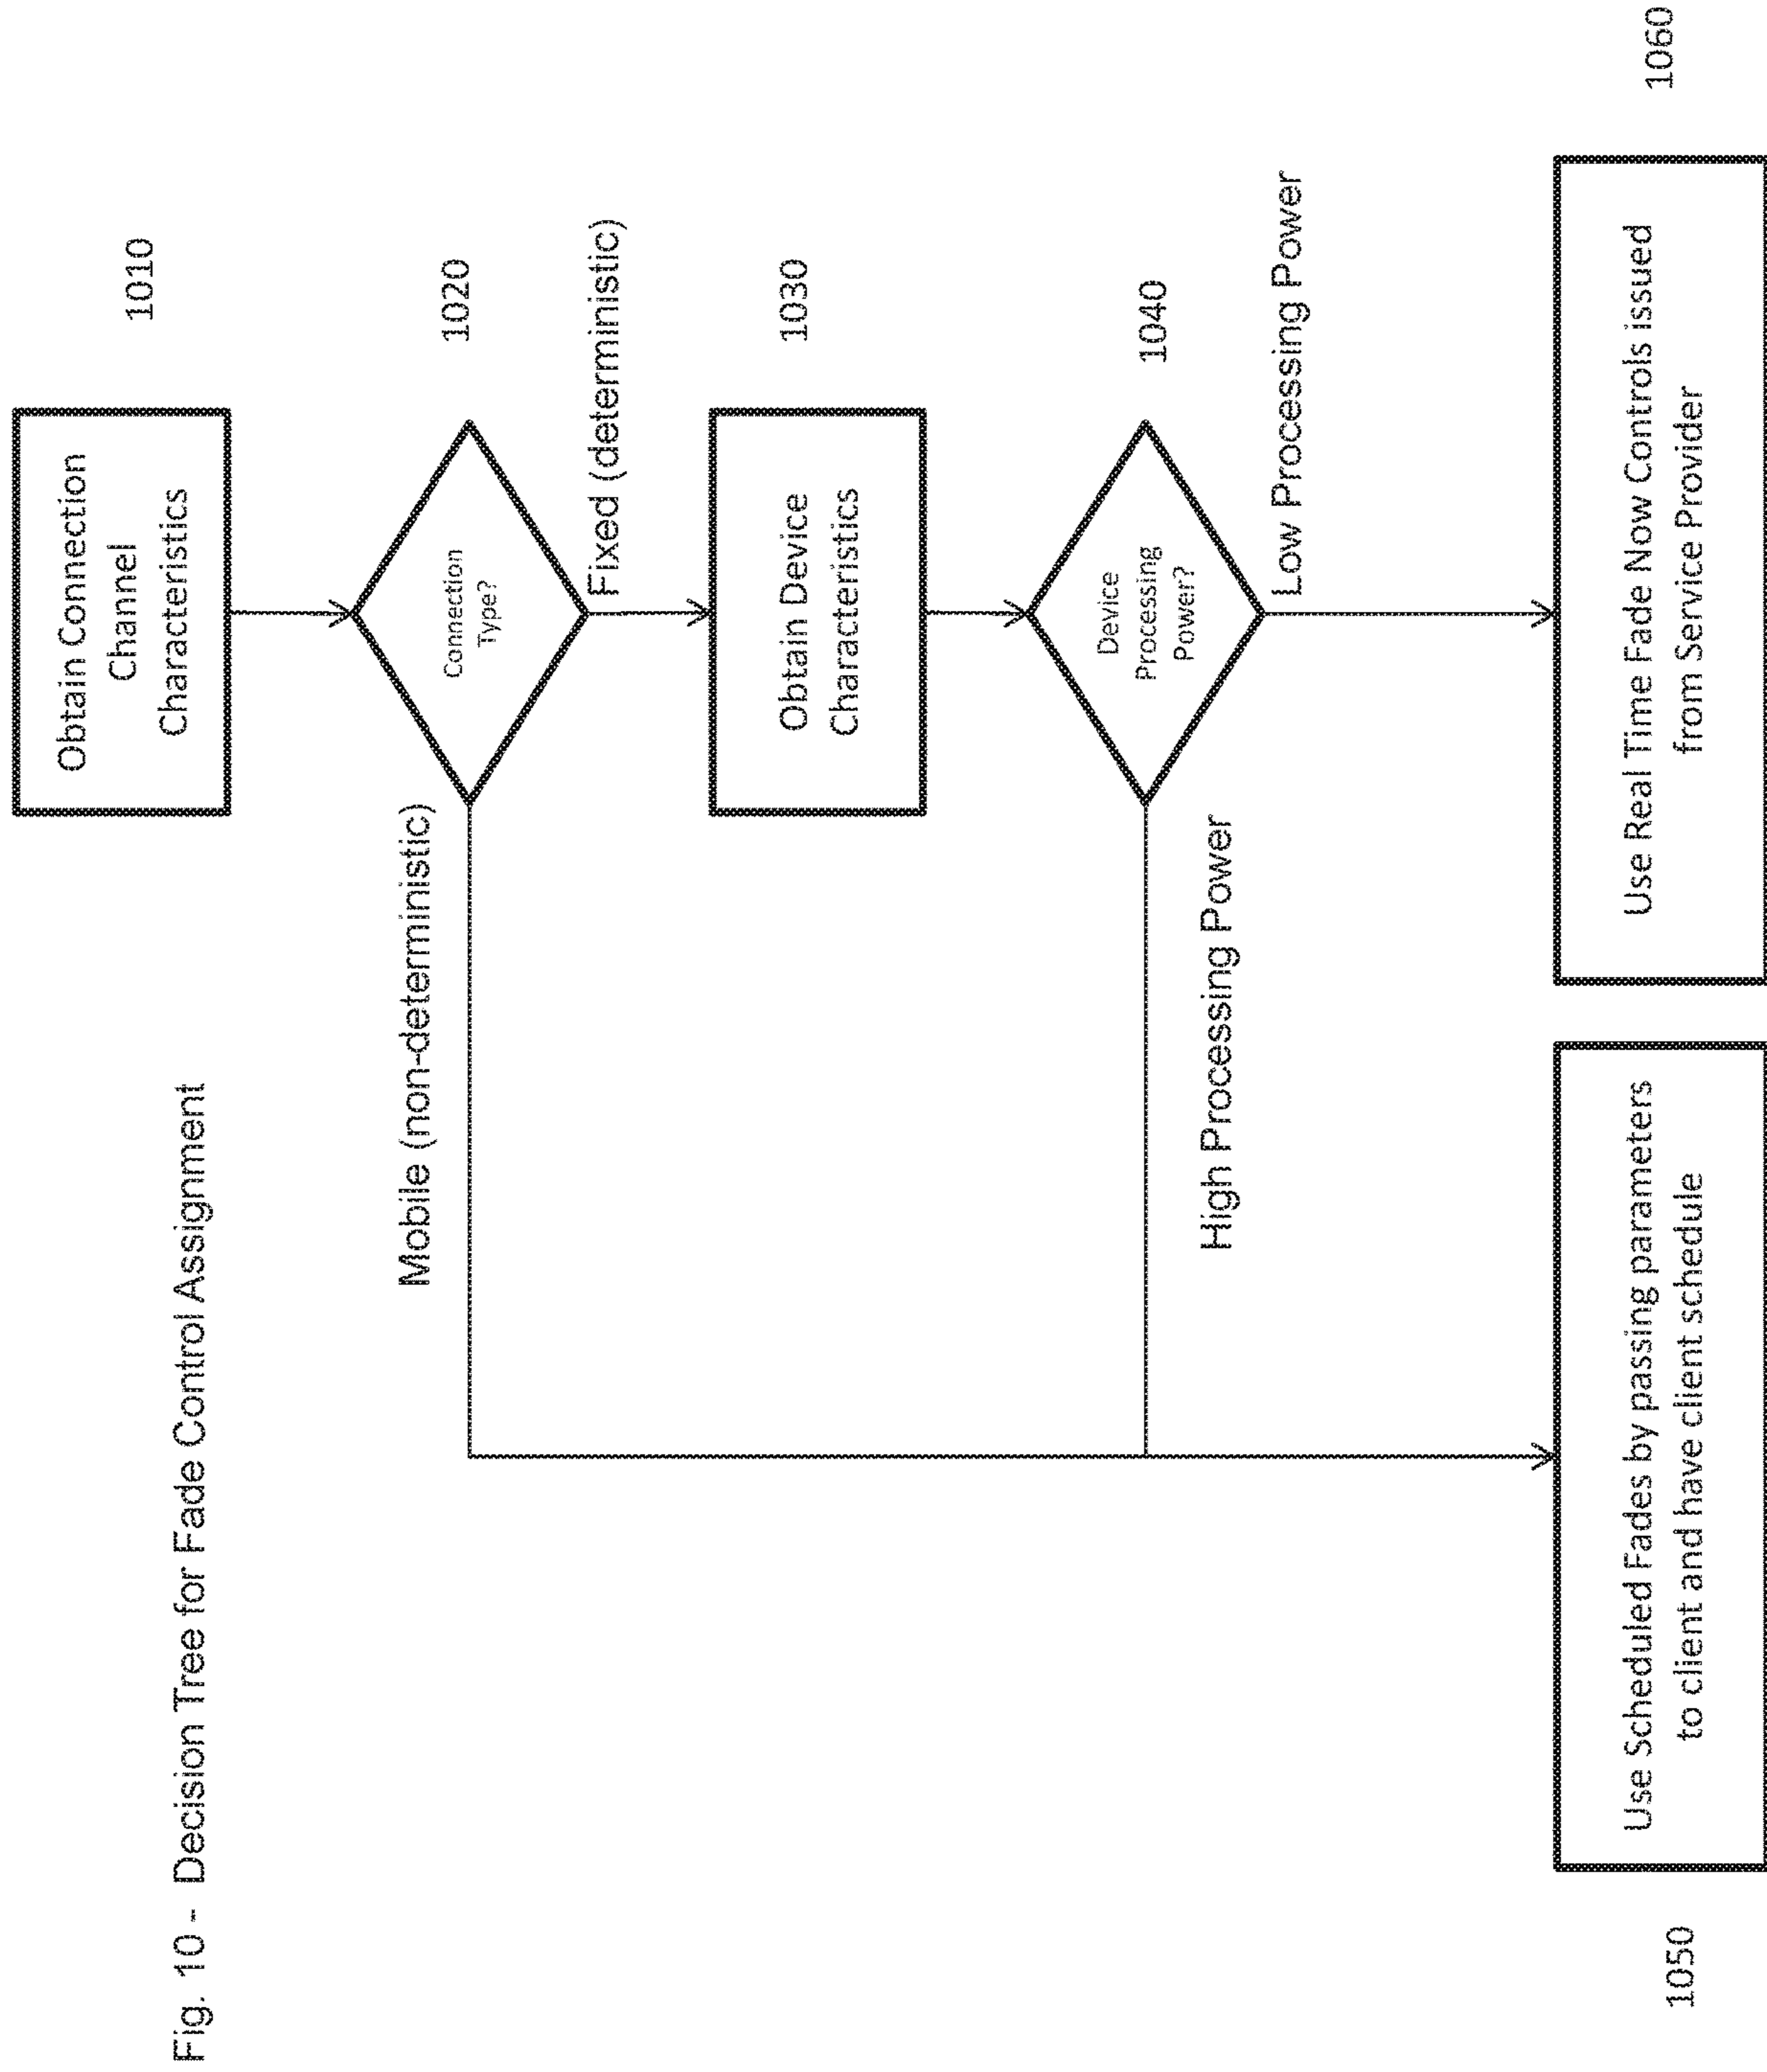 Fig. 10 - Decision Tree for Fade Control Assignment
Obtain Connection
Channel
Characteristics
1010
Connection
Type?
1020
Mobile (non-deterministic)
Fixed (deterministic)
Obtain Device
Characteristics
1030
Device
Processing
Power?
1040
High Processing Power
Low Processing Power
Use Scheduled Fades by passing parameters
to client and have client schedule
1050
Use Real Time Fade Now Controls issued
from Service Provider
1060